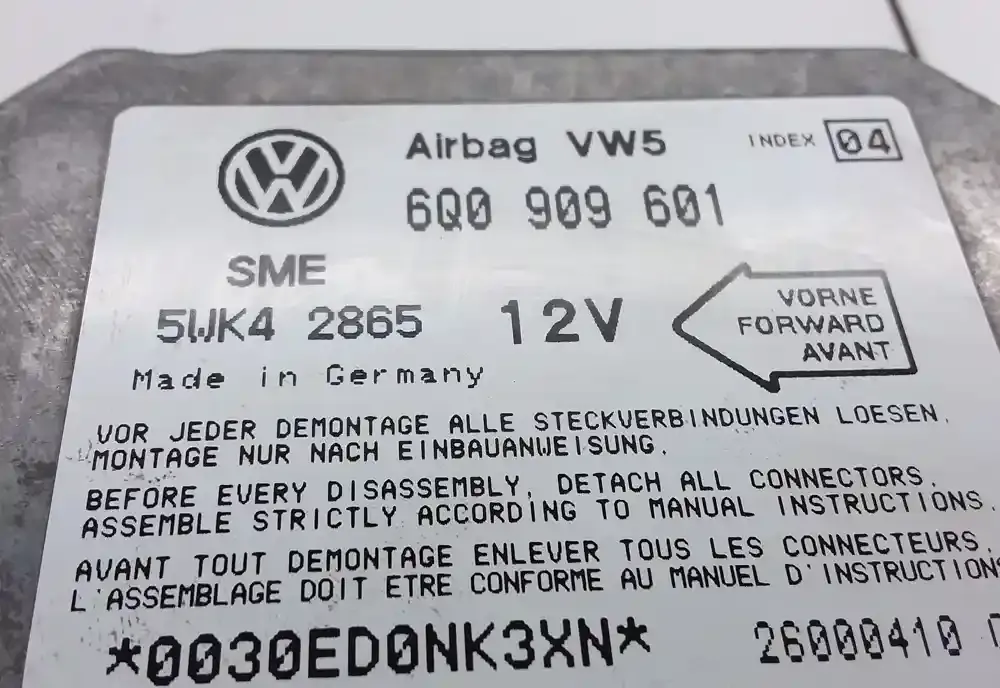 Airbag VW5 INDEX 04
6Q0 909 601
SME
5WK4 2865 12V
VORNE
FORWARD
AVANT
Made in Germany
VOR JEDER DEMONTAGE ALLE STECKVERBINDUNGEN LOESEN.
MONTAGE NUR NACH EINBAUANWEISUNG.
BEFORE EVERY DISASSEMBLY, DETACH ALL CONNECTORS.
ASSEMBLE STRICTLY ACCORDING TO MANUAL INSTRUCTIONS.
AVANT TOUT DEMONTAGE ENLEVER TOUS LES CONNECTEURS.
L'ASSEMBLAGE DOIT ETRE CONFORME AU MANUEL D'INSTRUCTIONS
*0030ED0NK3XN* 26000410